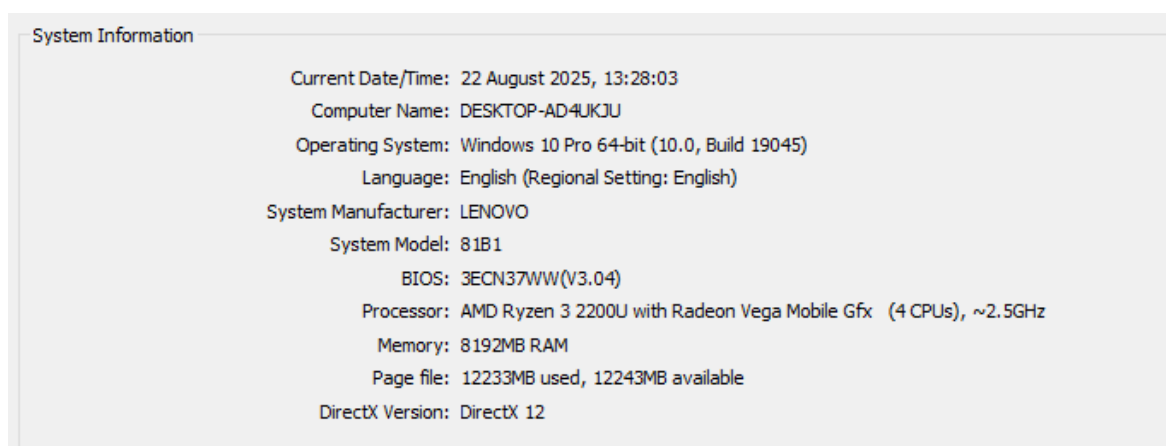 System Information
Current Date/Time: 22 August 2025, 13:28:03
Computer Name: DESKTOP-AD4UKJU
Operating System: Windows 10 Pro 64-bit (10.0, Build 19045)
Language: English (Regional Setting: English)
System Manufacturer: LENOVO
System Model: 81B1
BIOS: 3ECN37WW(V3.04)
Processor: AMD Ryzen 3 2200U with Radeon Vega Mobile Gfx (4 CPUs), ~2.5GHz
Memory: 8192MB RAM
Page file: 12233MB used, 12243MB available
DirectX Version: DirectX 12